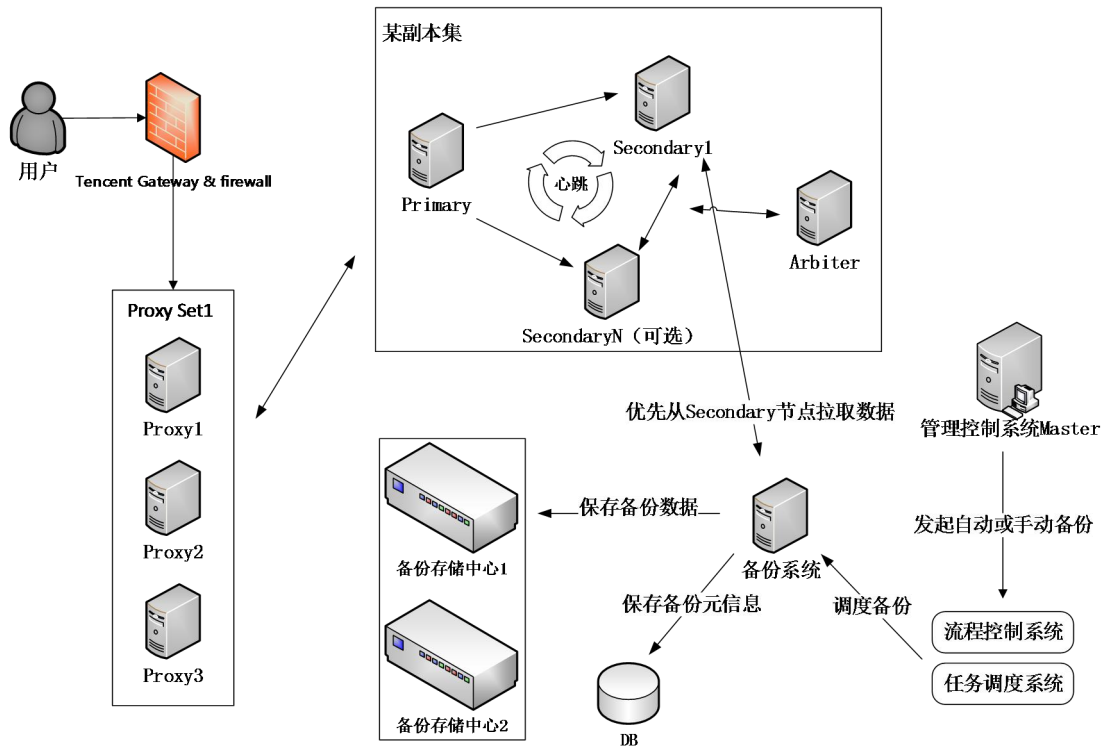 某副本集
用户
Tencent Gateway & firewall
Primary
Secondary1
心跳
Arbiter
SecondaryN（可选）
Proxy Set1
Proxy1
Proxy2
Proxy3
优先从Secondary节点拉取数据
管理控制系统Master
发起自动或手动备份
保存备份数据
备份存储中心1
备份系统
保存备份元信息
调度备份
流程控制系统
任务调度系统
备份存储中心2
DB